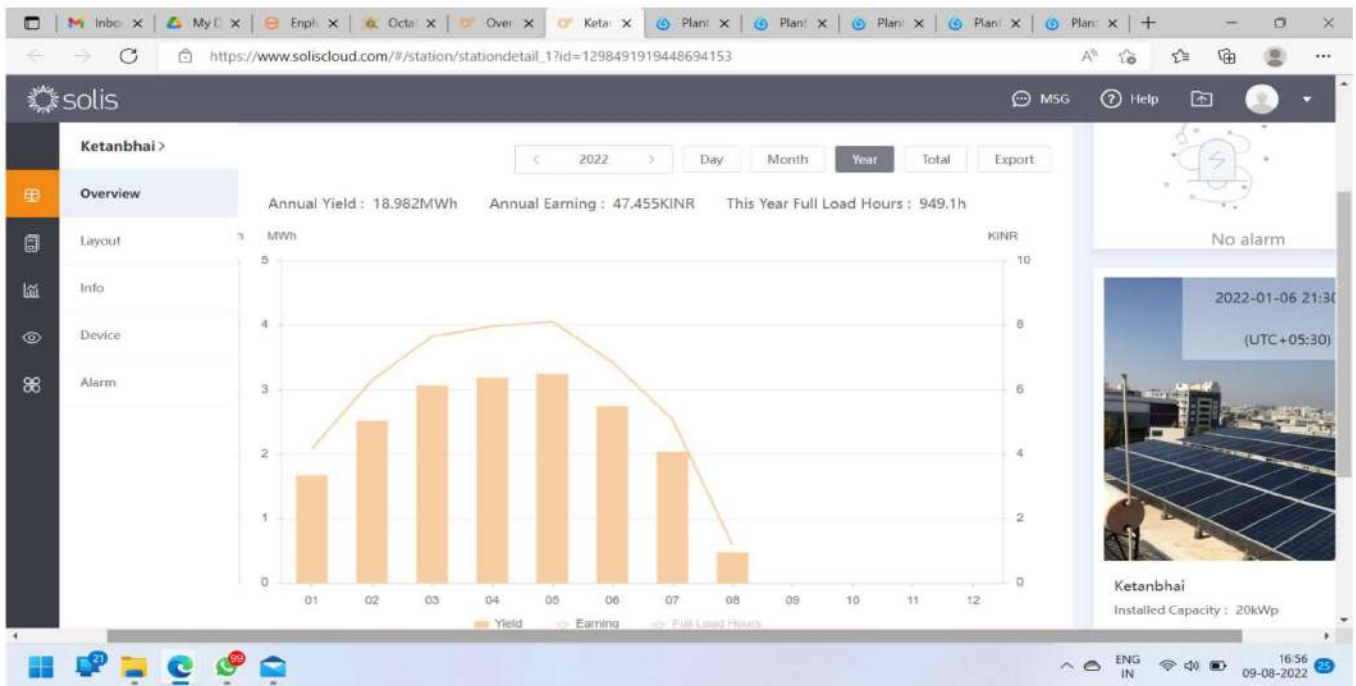 Inbo
My D
Enph
Octa
Over
Ketar
Plant
Plant
Plant
Plant
Plant
https://www.soliscloud.com/#/station/stationdetail_1?id=1298491919448694153
solis
MSG
Help
Ketanbhai >
Overview
Layout
Info
Device
Alarm
< 2022 > Day Month Year Total Export
Annual Yield : 18.982MWh Annual Earning : 47.455KINR This Year Full Load Hours : 949.1h
h MWh KINR
5 10
4 8
3 6
2 4
1 2
0 0
01 02 03 04 05 06 07 08 09 10 11 12
Yield Earning Full Load Hours
No alarm
2022-01-06 21:30
(UTC+05:30)
Ketanbhai
Installed Capacity : 20kWp
21
99
ENG
IN
16:56
09-08-2022
25